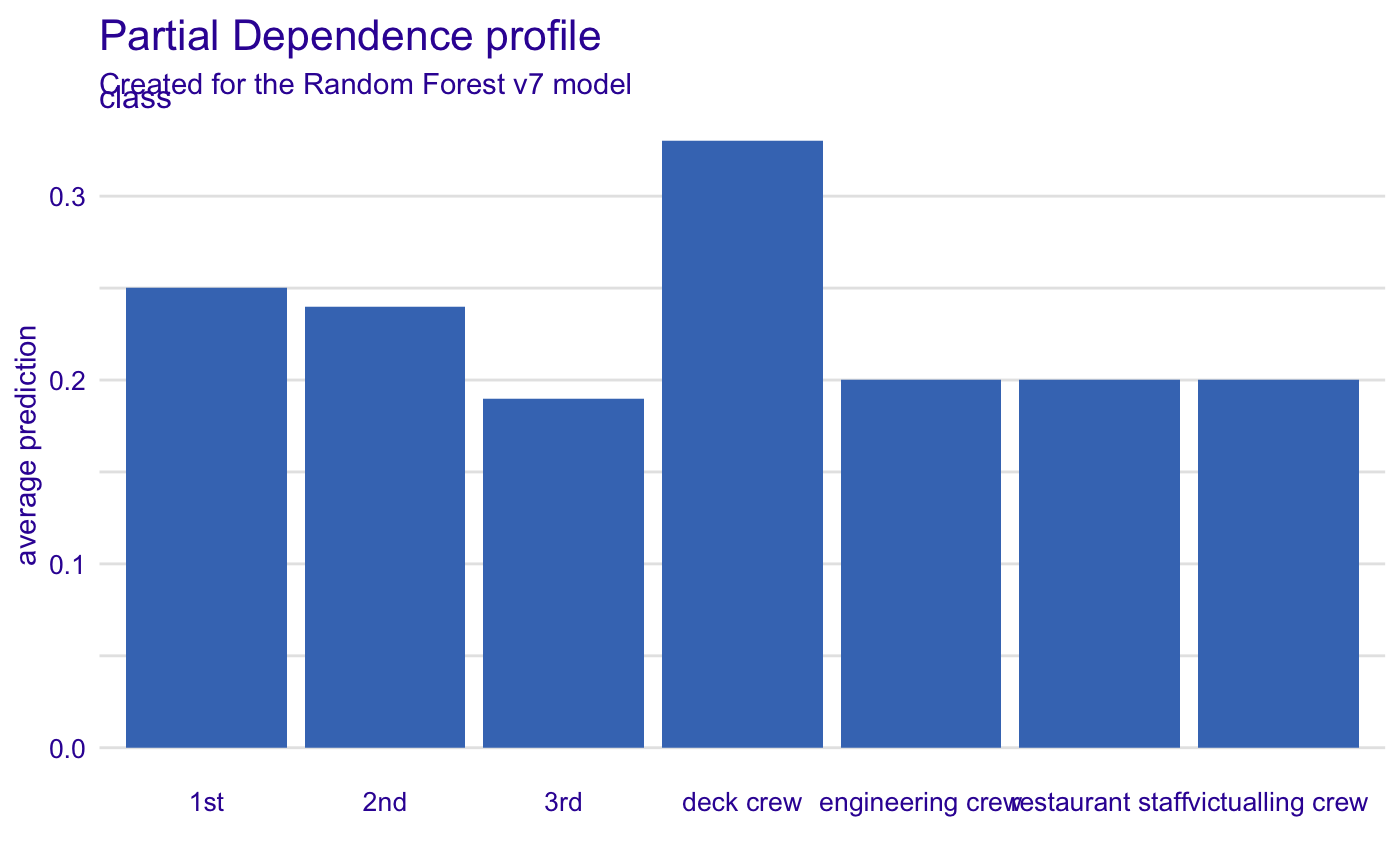 Partial Dependence profile
Created for the Random Forest v7 model
class
average prediction
0.3
0.2
0.1
0.0
1st 2nd 3rd deck crew engineering crew restaurant staff victualling crew